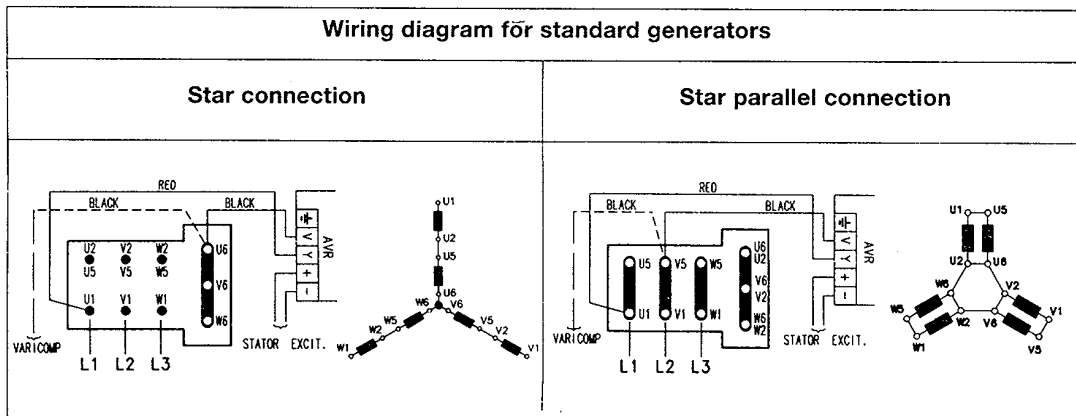 Wiring diagram for standard generators
Star connection
Star parallel connection
RED
BLACK
BLACK
V
Y
+
-
AVR
U2 V2 W2
U5 V5 W5
U1 V1 W1
U6
V6
W6
VARICOMP
L1 L2 L3
STATOR EXCIT.
U1
U2
U5
U6
W6 V6
W5 V5
W2 V2
W1 V1
RED
BLACK
BLACK
V
Y
+
-
AVR
U5 V5 W5
U1 V1 W1
U6
U2
V6
V2
W6
W2
VARICOMP
L1 L2 L3
STATOR EXCIT.
U1 U5
U2 U6
W6 V2
W5 V1
W2 V6
W1 V5